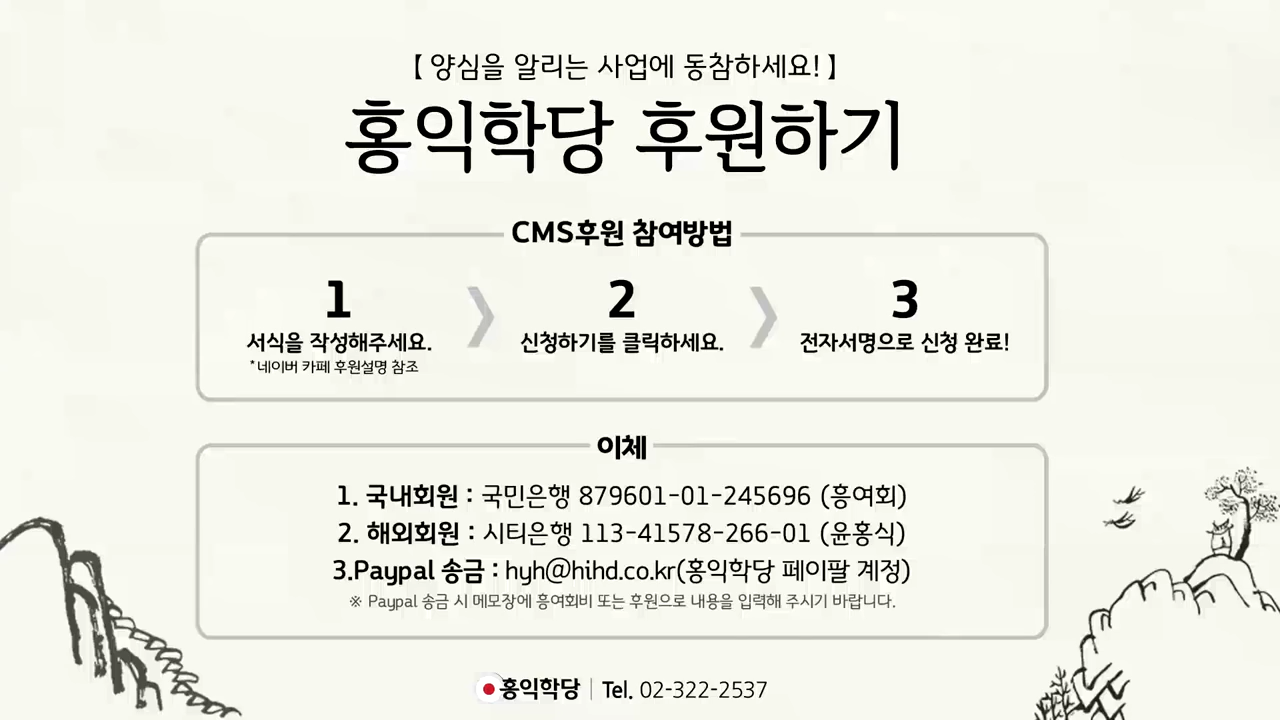 【 양심을 알리는 사업에 동참하세요! 】
홍익학당 후원하기
CMS후원 참여방법
1
서식을 작성해주세요.
*네이버 카페 후원설명 참조
2
신청하기를 클릭하세요.
3
전자서명으로 신청 완료!
이체
1. 국내회원 : 국민은행 879601-01-245696 (흥여회)
2. 해외회원 : 시티은행 113-41578-266-01 (윤홍식)
3.Paypal 송금 : hyh@hihd.co.kr(홍익학당 페이팔 계정)
※ Paypal 송금 시 메모장에 흥여회비 또는 후원으로 내용을 입력해 주시기 바랍니다.
홍익학당 | Tel. 02-322-2537